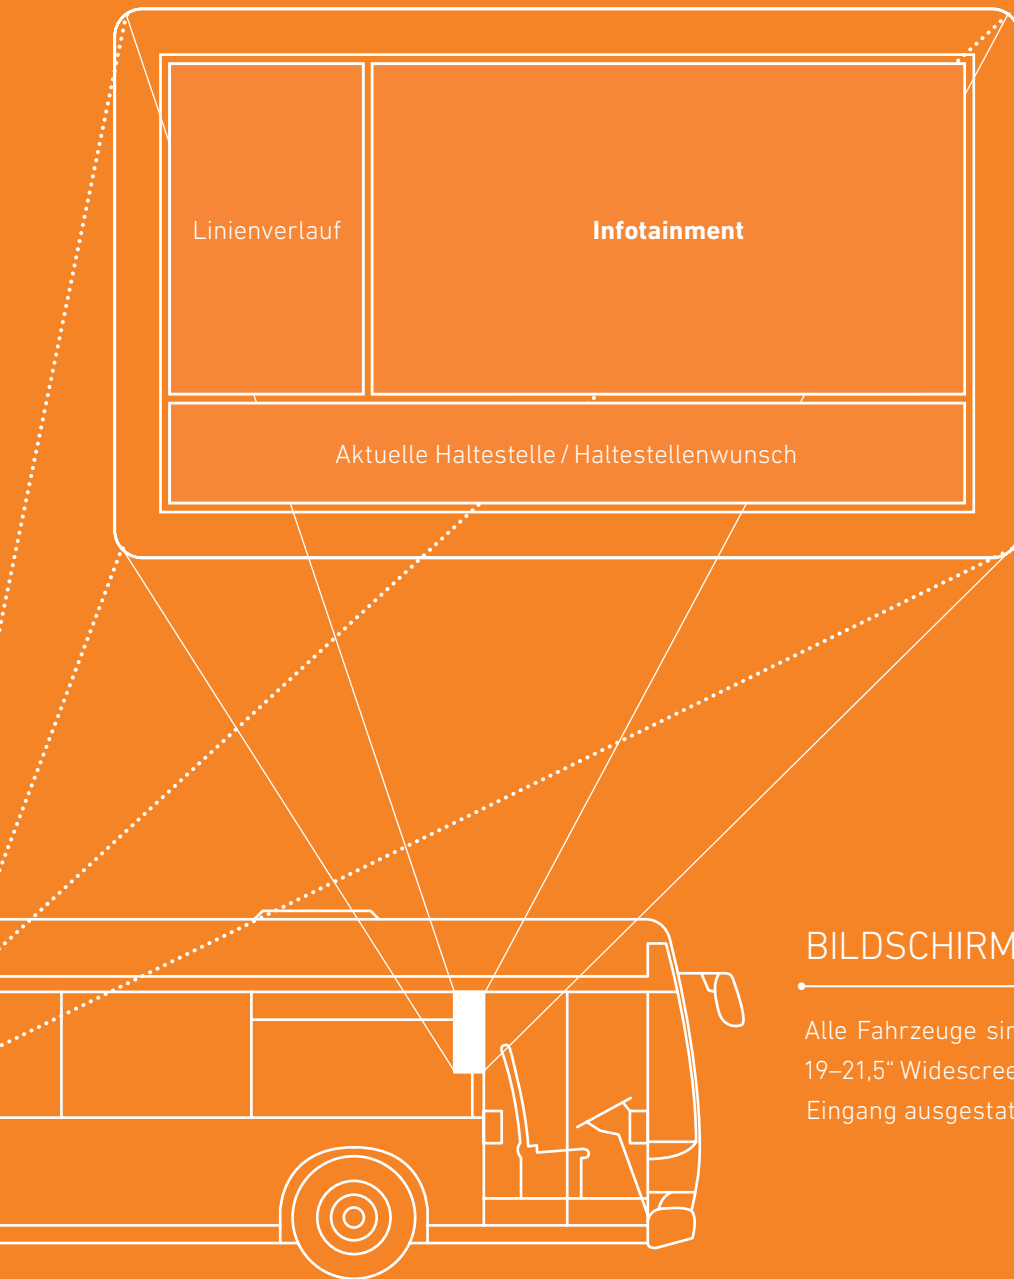 Linienverlauf
Infotainment
Aktuelle Haltestelle / Haltestellenwunsch
BILDSCHIRM
Alle Fahrzeuge
19–21,5“
Eingang